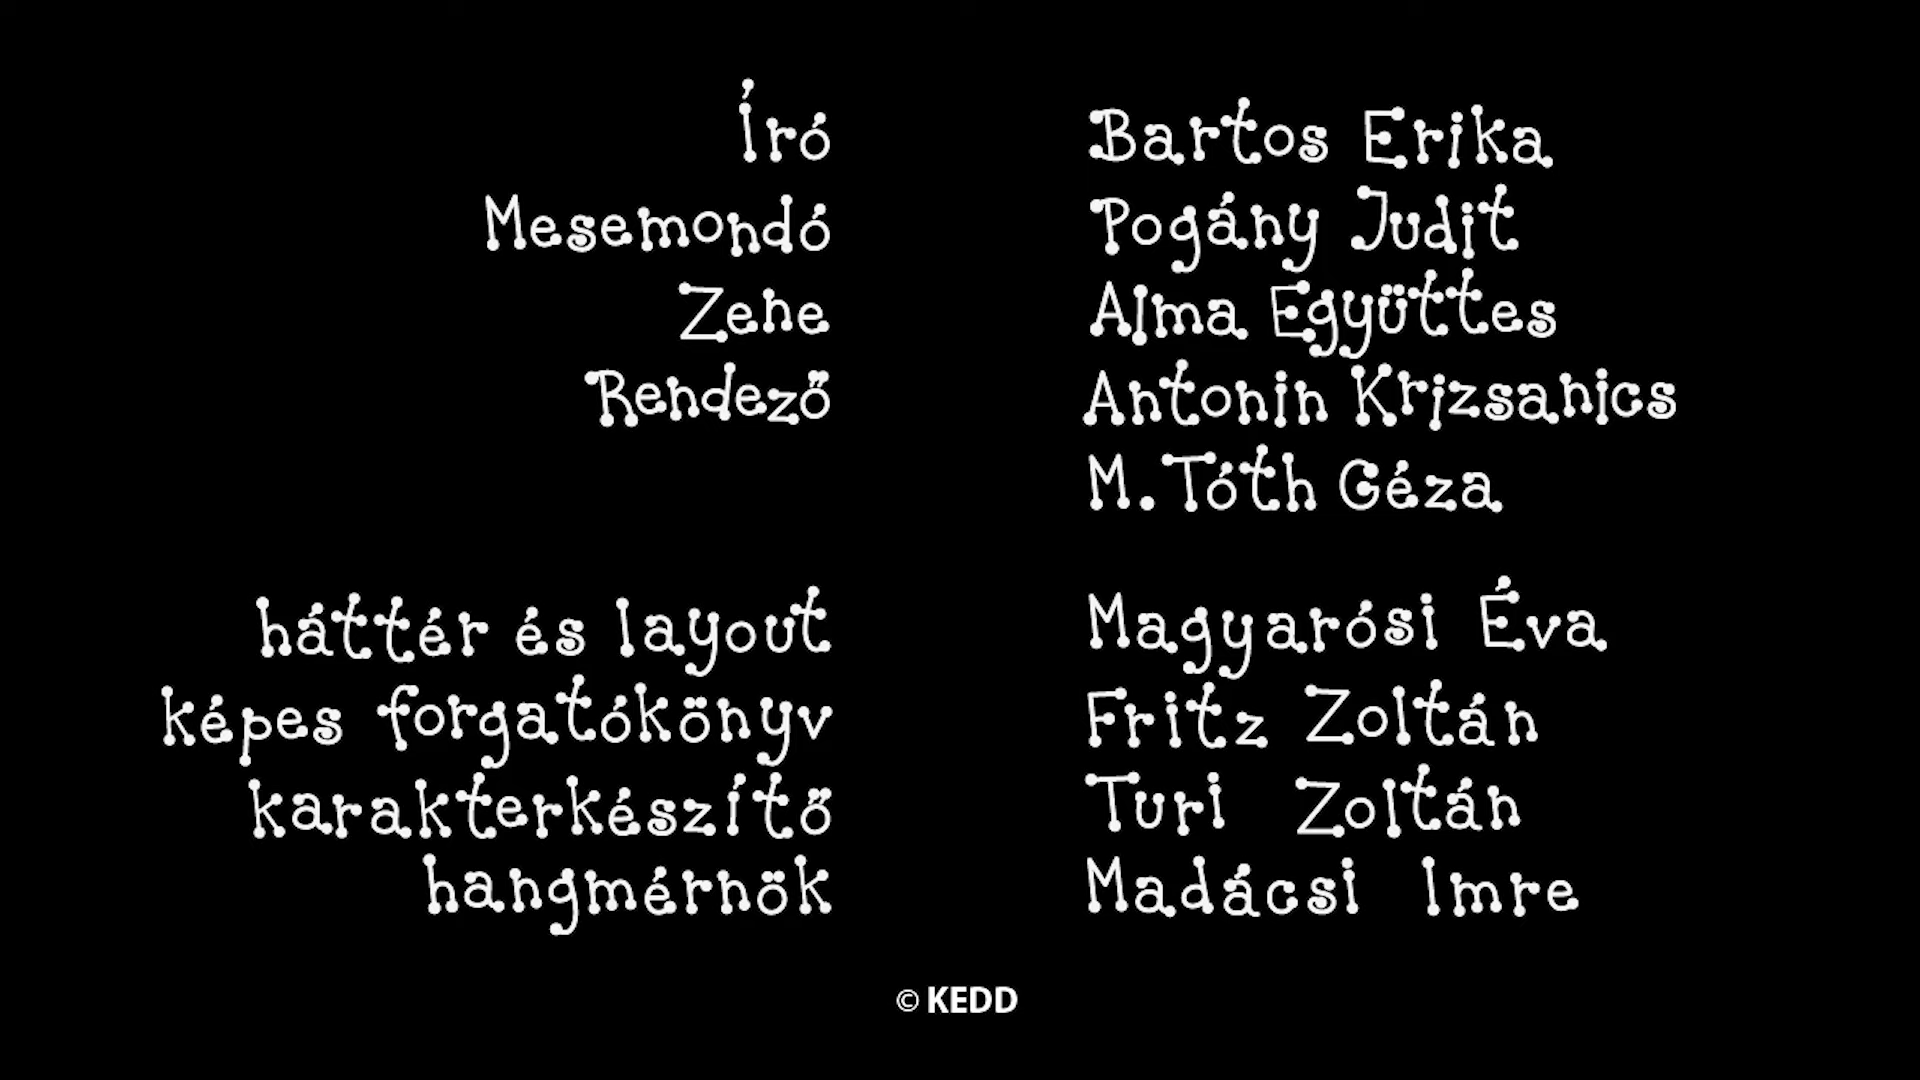 Író Bartos Erika
Mesemondó Pogány Judit
Zene Alma Együttes
Rendező Antonin Krizsanics
M. Tóth Géza
háttér és layout Magyarósi Éva
képes forgatókönyv Fritz Zoltán
karakterkészítő Turi Zoltán
hangmérnök Madácsi Imre
© KEDD